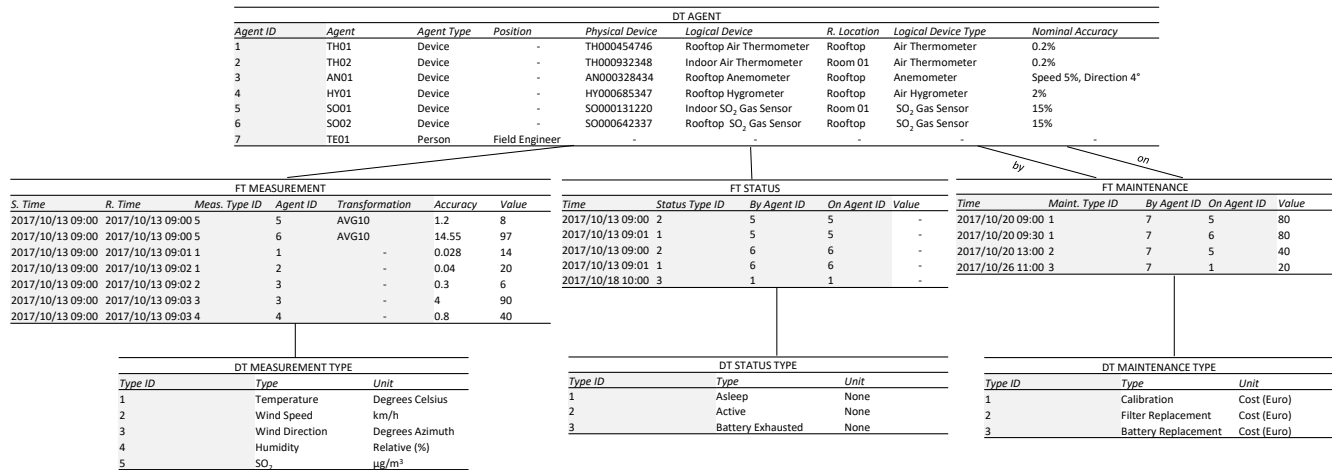 DT AGENT
Agent ID Agent Agent Type Position Physical Device Logical Device R. Location Logical Device Type Nominal Accuracy
1 TH01 Device - TH000454746 Rooftop Air Thermometer Rooftop Air Thermometer 0.2%
2 TH02 Device - TH000932348 Indoor Air Thermometer Room 01 Air Thermometer 0.2%
3 AN01 Device - AN000328434 Rooftop Anemometer Rooftop Anemometer Speed 5%, Direction 4°
4 HY01 Device - HY000685347 Rooftop Hygrometer Rooftop Air Hygrometer 2%
5 SO01 Device - SO000131220 Indoor SO₂ Gas Sensor Room 01 SO₂ Gas Sensor 15%
6 SO02 Device - SO000642337 Rooftop SO₂ Gas Sensor Rooftop SO₂ Gas Sensor 15%
7 TE01 Person Field Engineer - - - - -
by on
FT MEASUREMENT
S. Time R. Time Meas. Type ID Agent ID Transformation Accuracy Value
2017/10/13 09:00 2017/10/13 09:00 5 5 AVG10 1.2 8
2017/10/13 09:00 2017/10/13 09:00 5 6 AVG10 14.55 97
2017/10/13 09:00 2017/10/13 09:01 1 1 - 0.028 14
2017/10/13 09:00 2017/10/13 09:02 1 2 - 0.04 20
2017/10/13 09:00 2017/10/13 09:02 2 3 - 0.3 6
2017/10/13 09:00 2017/10/13 09:03 3 3 - 4 90
2017/10/13 09:00 2017/10/13 09:03 4 4 - 0.8 40
FT STATUS
Time Status Type ID By Agent ID On Agent ID Value
2017/10/13 09:00 2 5 5 -
2017/10/13 09:01 1 5 5 -
2017/10/13 09:00 2 6 6 -
2017/10/13 09:01 1 6 6 -
2017/10/18 10:00 3 1 1 -
FT MAINTENANCE
Time Maint. Type ID By Agent ID On Agent ID Value
2017/10/20 09:00 1 7 5 80
2017/10/20 09:30 1 7 6 80
2017/10/20 13:00 2 7 5 40
2017/10/26 11:00 3 7 1 20
DT MEASUREMENT TYPE
Type ID Type Unit
1 Temperature Degrees Celsius
2 Wind Speed km/h
3 Wind Direction Degrees Azimuth
4 Humidity Relative (%)
5 SO₂ µg/m³
DT STATUS TYPE
Type ID Type Unit
1 Asleep None
2 Active None
3 Battery Exhausted None
DT MAINTENANCE TYPE
Type ID Type Unit
1 Calibration Cost (Euro)
2 Filter Replacement Cost (Euro)
3 Battery Replacement Cost (Euro)